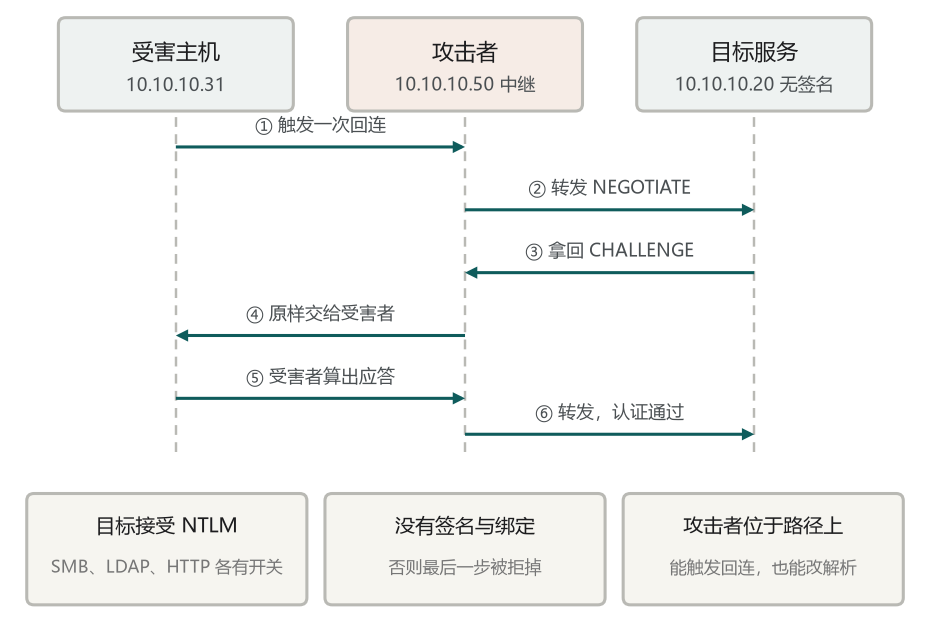 受害主机
10.10.10.31
攻击者
10.10.10.50 中继
目标服务
10.10.10.20 无签名
① 触发一次回连
② 转发 NEGOTIATE
③ 拿回 CHALLENGE
④ 原样交给受害者
⑤ 受害者算出应答
⑥ 转发，认证通过
目标接受 NTLM
SMB、LDAP、HTTP 各有开关
没有签名与绑定
否则最后一步被拒掉
攻击者位于路径上
能触发回连，也能改解析